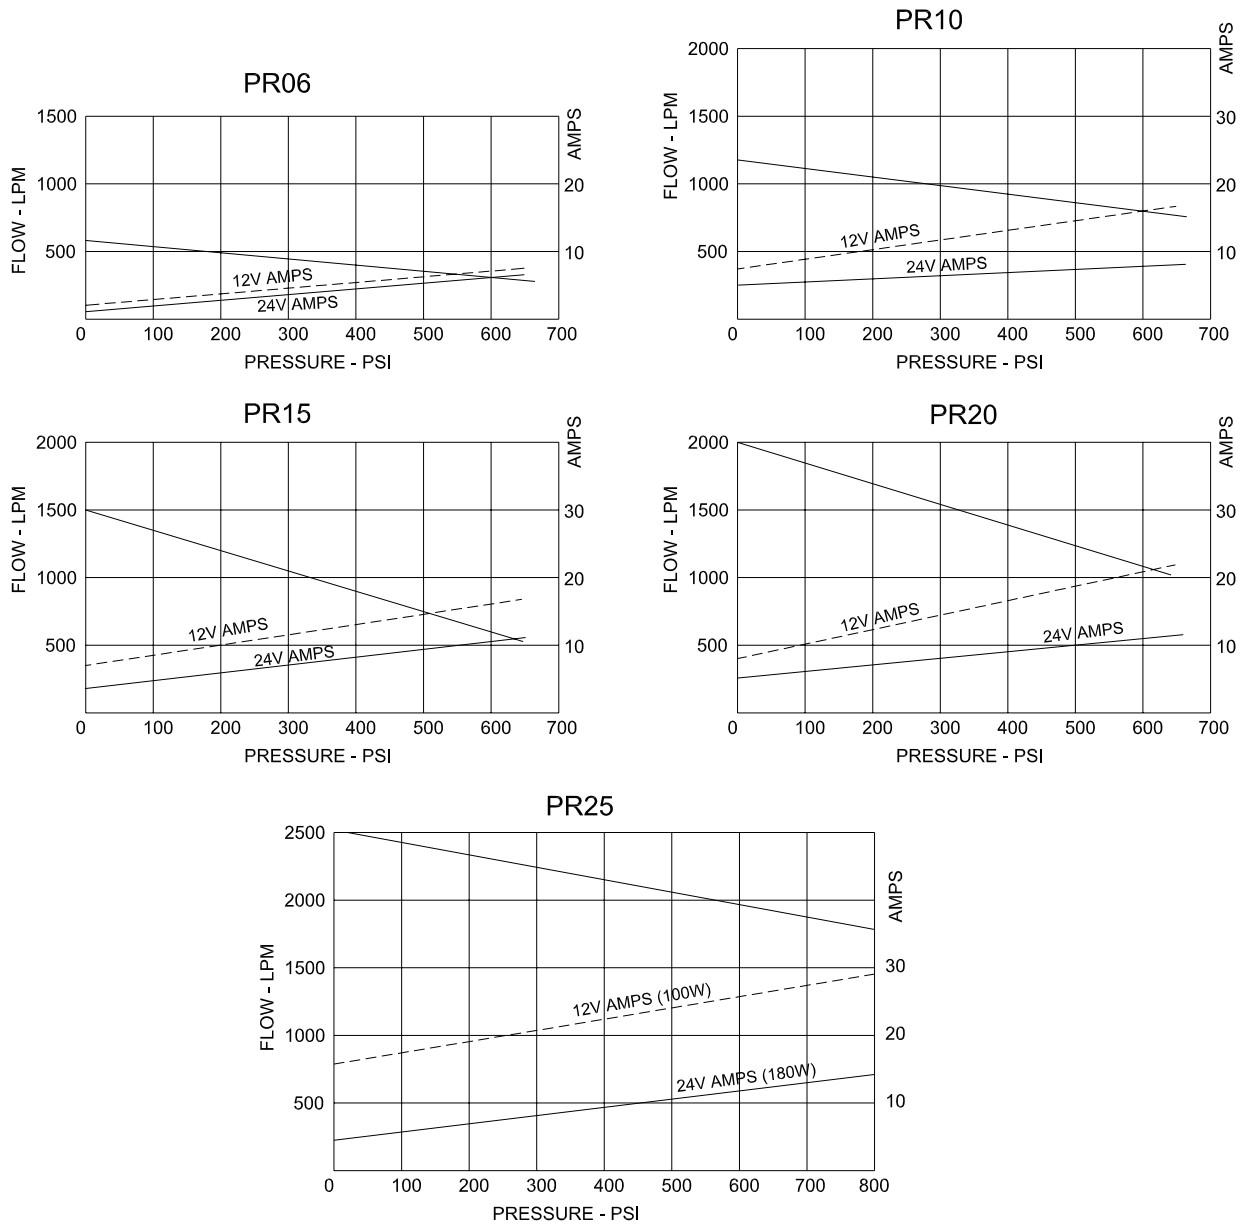 PR06
1500
1000
500
FLOW - LPM
AMPS
20
10
12V AMPS
24V AMPS
0 100 200 300 400 500 600 700
PRESSURE - PSI
PR10
2000
1500
1000
500
FLOW - LPM
AMPS
30
20
10
12V AMPS
24V AMPS
0 100 200 300 400 500 600 700
PRESSURE - PSI
PR15
2000
1500
1000
500
FLOW - LPM
AMPS
30
20
10
12V AMPS
24V AMPS
0 100 200 300 400 500 600 700
PRESSURE - PSI
PR20
2000
1500
1000
500
FLOW - LPM
AMPS
30
20
10
12V AMPS
24V AMPS
0 100 200 300 400 500 600 700
PRESSURE - PSI
PR25
2500
2000
1500
1000
500
FLOW - LPM
AMPS
30
20
10
12V AMPS (100W)
24V AMPS (180W)
0 100 200 300 400 500 600 700 800
PRESSURE - PSI